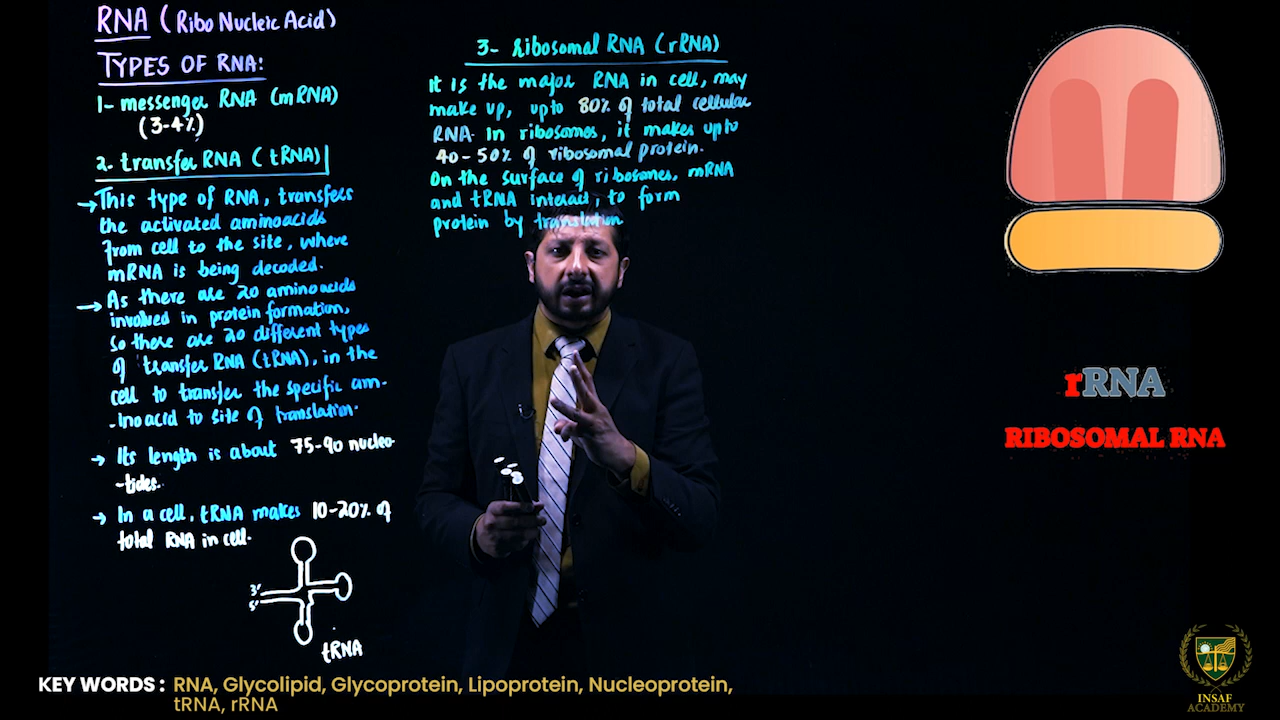 RNA (Ribo Nucleic Acid)
TYPES OF RNA:
1- messenger RNA (mRNA)
(3-4%)
2. transfer RNA (tRNA)
→ This type of RNA, transfers
the activated aminoacids
from cell to the site, where
mRNA is being decoded.
→ As there are 20 aminoacids
involved in protein formation,
so there are 20 different types
of transfer RNA (tRNA), in the
cell to transfer the specific am-
-inoacid to site of translation.
→ Its length is about 75-90 nucleo-
-tides.
→ In a cell, tRNA makes 10-20% of
total RNA in cell.
3'
5'
tRNA
3- Ribosomal RNA (rRNA)
It is the major RNA in cell, may
make up, upto 80% of total cellular
RNA. In ribosomes, it makes upto
40-50% of ribosomal protein.
On the surface of ribosomes, mRNA
and tRNA interact, to form
protein by translation
rRNA
RIBOSOMAL RNA
KEY WORDS : RNA, Glycolipid, Glycoprotein, Lipoprotein, Nucleoprotein,
tRNA, rRNA
INSAF
ACADEMY